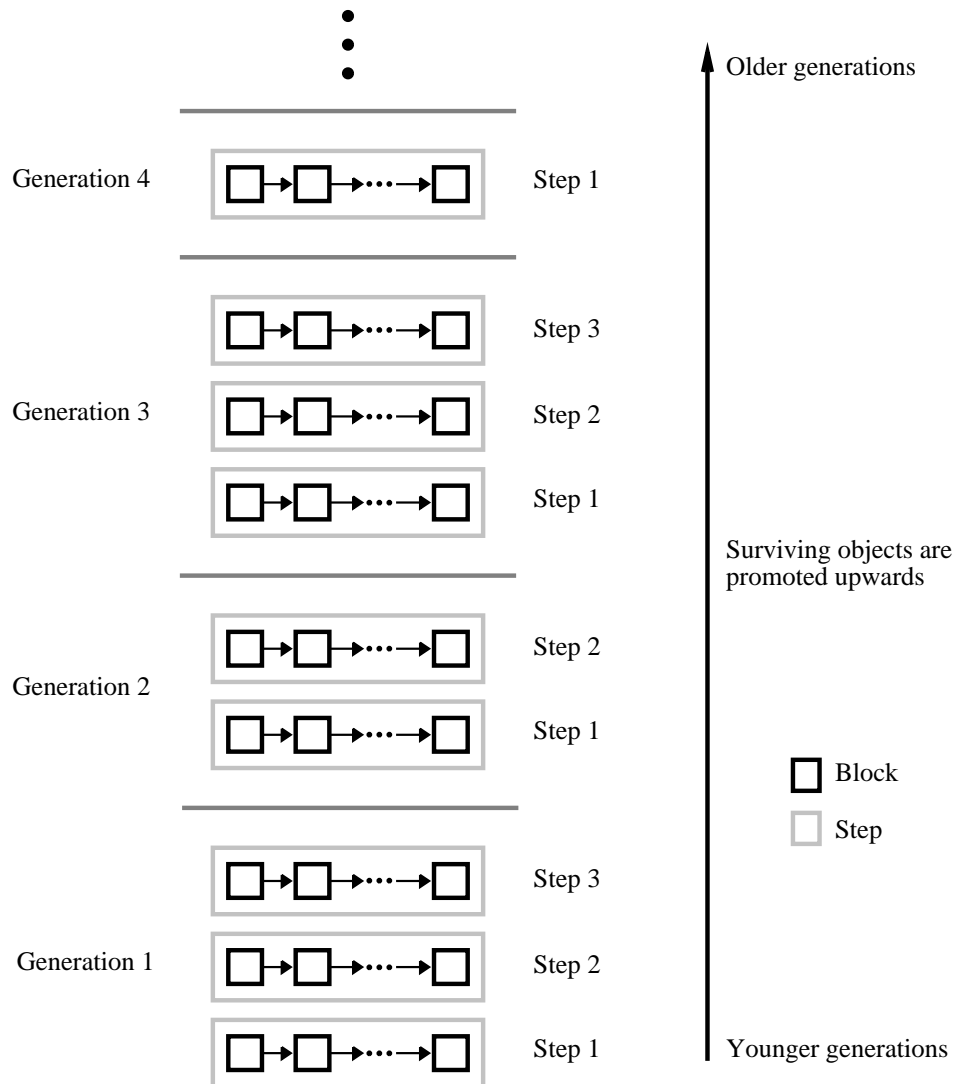 Older generations
Generation 4
Step 1
Step 3
Generation 3
Step 2
Step 1
Surviving objects are
promoted upwards
Step 2
Generation 2
Step 1
Block
Step
Step 3
Generation 1
Step 2
Step 1
Younger generations